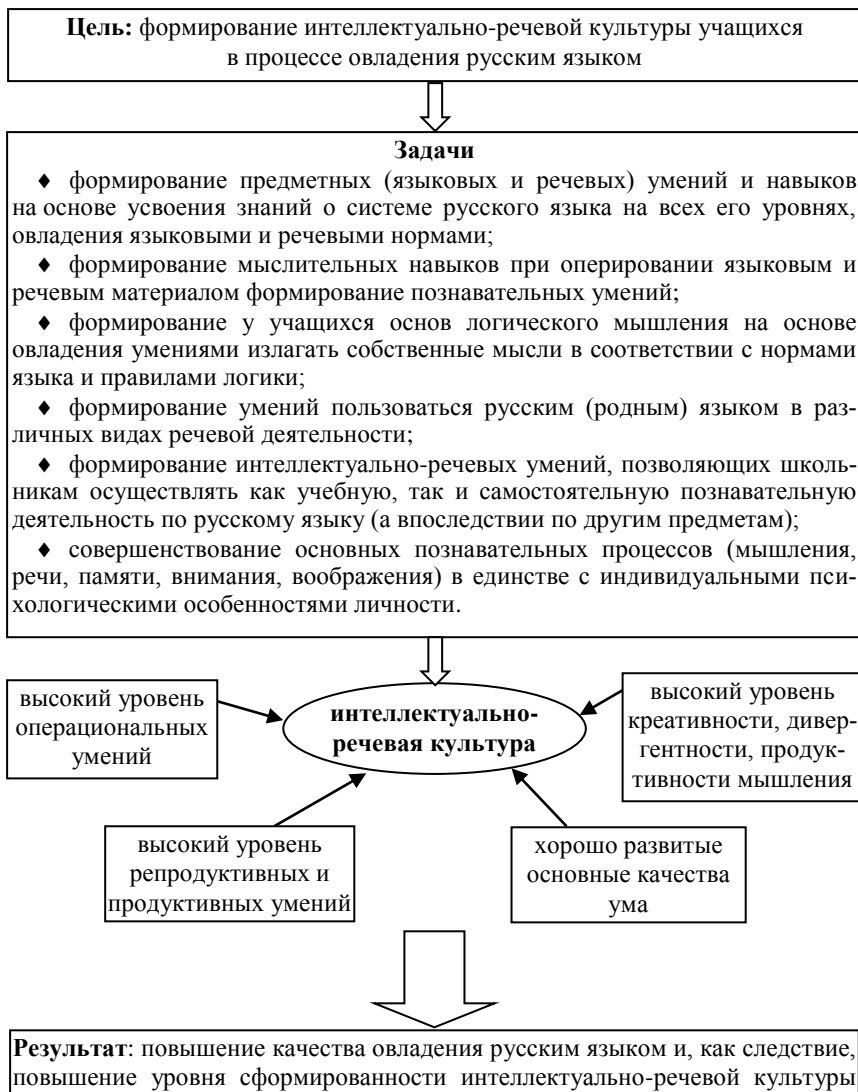 Цель: формирование интеллектуально-речевой культуры учащихся
в процессе овладения русским языком
Задачи
♦ формирование предметных (языковых и речевых) умений и навыков
на основе усвоения знаний о системе русского языка на всех его уровнях,
овладения языковыми и речевыми нормами;
♦ формирование мыслительных навыков при оперировании языковым и
речевым материалом формирование познавательных умений;
♦ формирование у учащихся основ логического мышления на основе
овладения умениями излагать собственные мысли в соответствии с нормами
языка и правилами логики;
♦ формирование умений пользоваться русским (родным) языком в раз-
личных видах речевой деятельности;
♦ формирование интеллектуально-речевых умений, позволяющих школь-
никам осуществлять как учебную, так и самостоятельную познавательную
деятельность по русскому языку (а впоследствии по другим предметам);
♦ совершенствование основных познавательных процессов (мышления,
речи, памяти, внимания, воображения) в единстве с индивидуальными пси-
хологическими особенностями личности.
высокий уровень
операциональных
умений
интеллектуально-
речевая культура
высокий уровень
креативности, дивер-
гентности, продук-
тивности мышления
высокий уровень
репродуктивных и
продуктивных умений
хорошо развитые
основные качества
ума
Результат: повышение качества овладения русским языком и, как следствие,
повышение уровня сформированности интеллектуально-речевой культуры